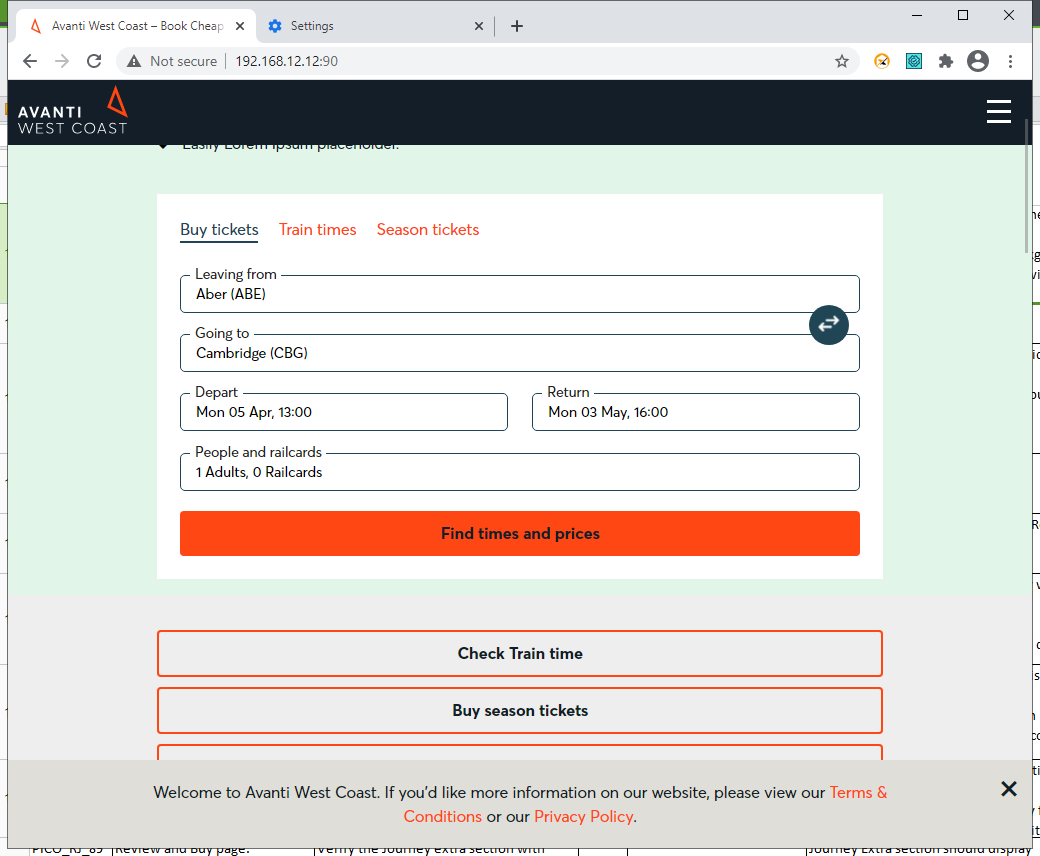 Avanti West Coast – Book Cheap
Settings
Not secure
192.168.12.12:90
AVANTI
WEST COAST
Easily Lorem Ipsum placeholder.
Buy tickets Train times Season tickets
Leaving from
Aber (ABE)
Going to
Cambridge (CBG)
Depart Return
Mon 05 Apr, 13:00 Mon 03 May, 16:00
People and railcards
1 Adults, 0 Railcards
Find times and prices
Check Train time
Buy season tickets
Welcome to Avanti West Coast. If you'd like more information on our website, please view our Terms &
Conditions or our Privacy Policy.
PICO_RJ_89 Review and Buy page. Verify the Journey extra section with Journey Extra section should display